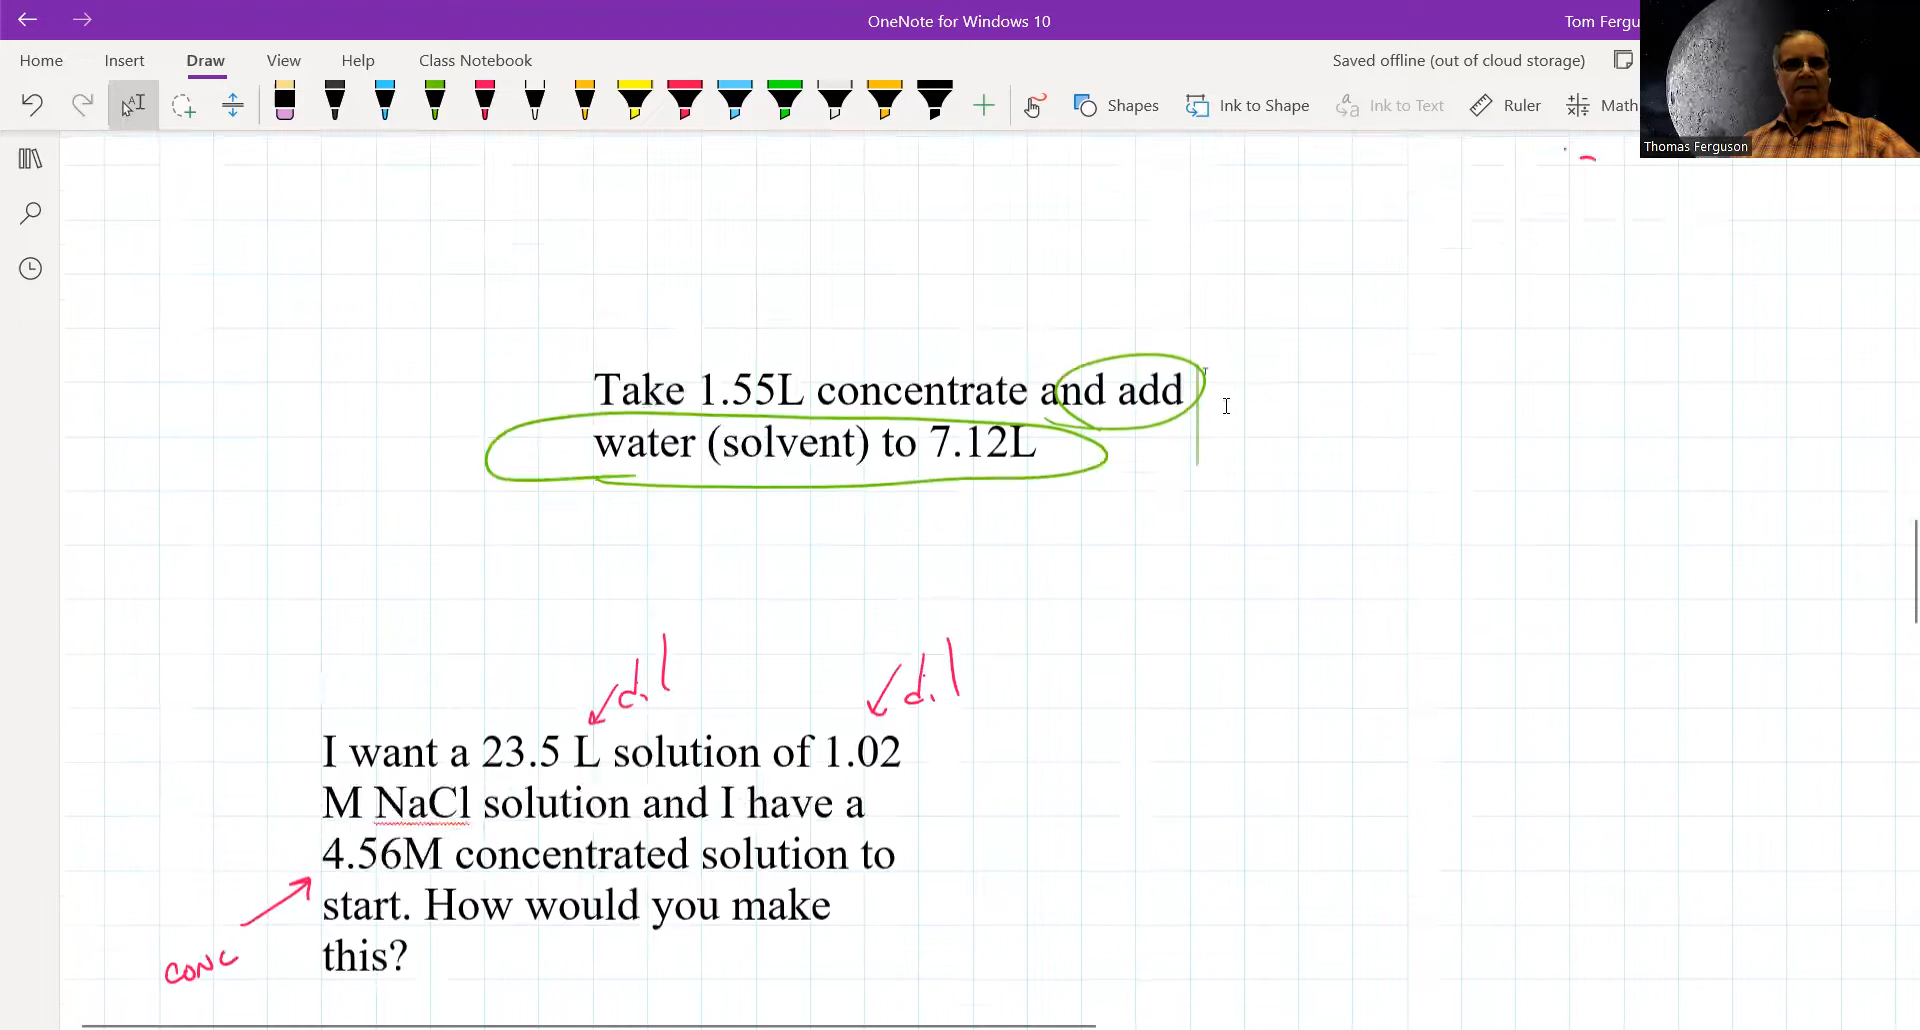 OneNote for Windows 10
Tom Fergu
Home Insert Draw View Help Class Notebook
Saved offline (out of cloud storage)
Shapes Ink to Shape Ink to Text Ruler Math
Thomas Ferguson
Take 1.55L concentrate and add
water (solvent) to 7.12L
dil dil
I want a 23.5 L solution of 1.02
M NaCl solution and I have a
4.56M concentrated solution to
start. How would you make
this?
conc